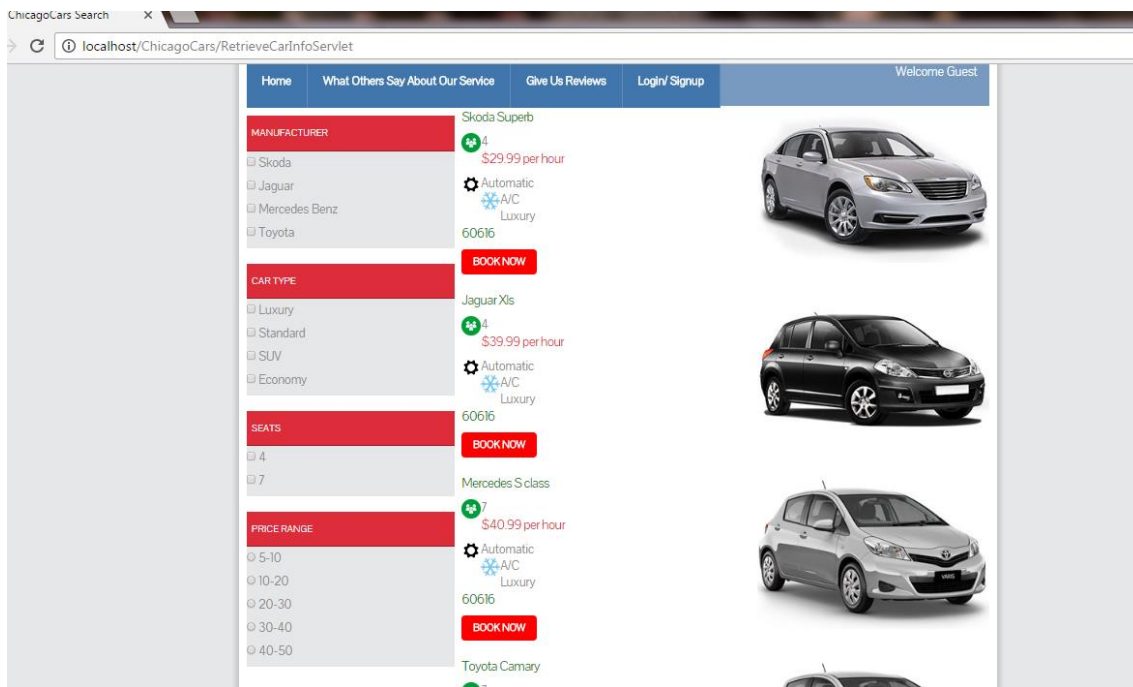 ChicagoCars Search
localhost/ChicagoCars/RetrieveCarInfoServlet
Home What Others Say About Our Service Give Us Reviews Login/ Signup Welcome Guest
MANUFACTURER
Skoda
Jaguar
Mercedes Benz
Toyota
CAR TYPE
Luxury
Standard
SUV
Economy
SEATS
4
7
PRICE RANGE
5-10
10-20
20-30
30-40
40-50
Skoda Superb
4
$29.99 per hour
Automatic
A/C
Luxury
60616
BOOK NOW
Jaguar Xls
4
$39.99 per hour
Automatic
A/C
Luxury
60616
BOOK NOW
Mercedes S class
7
$40.99 per hour
Automatic
A/C
Luxury
60616
BOOK NOW
Toyota Camary
YARIS